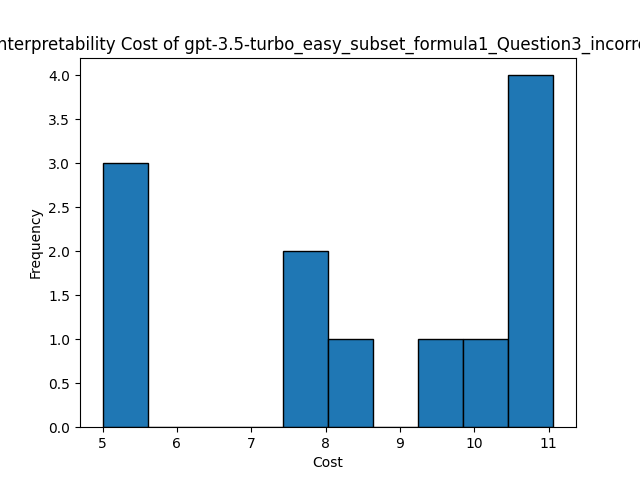 nterpretability Cost of gpt-3.5-turbo_easy_subset_formula1_Question3_incorre
4.0
3.5
3.0
2.5
2.0
1.5
1.0
0.5
0.0
Frequency
5 6 7 8 9 10 11
Cost